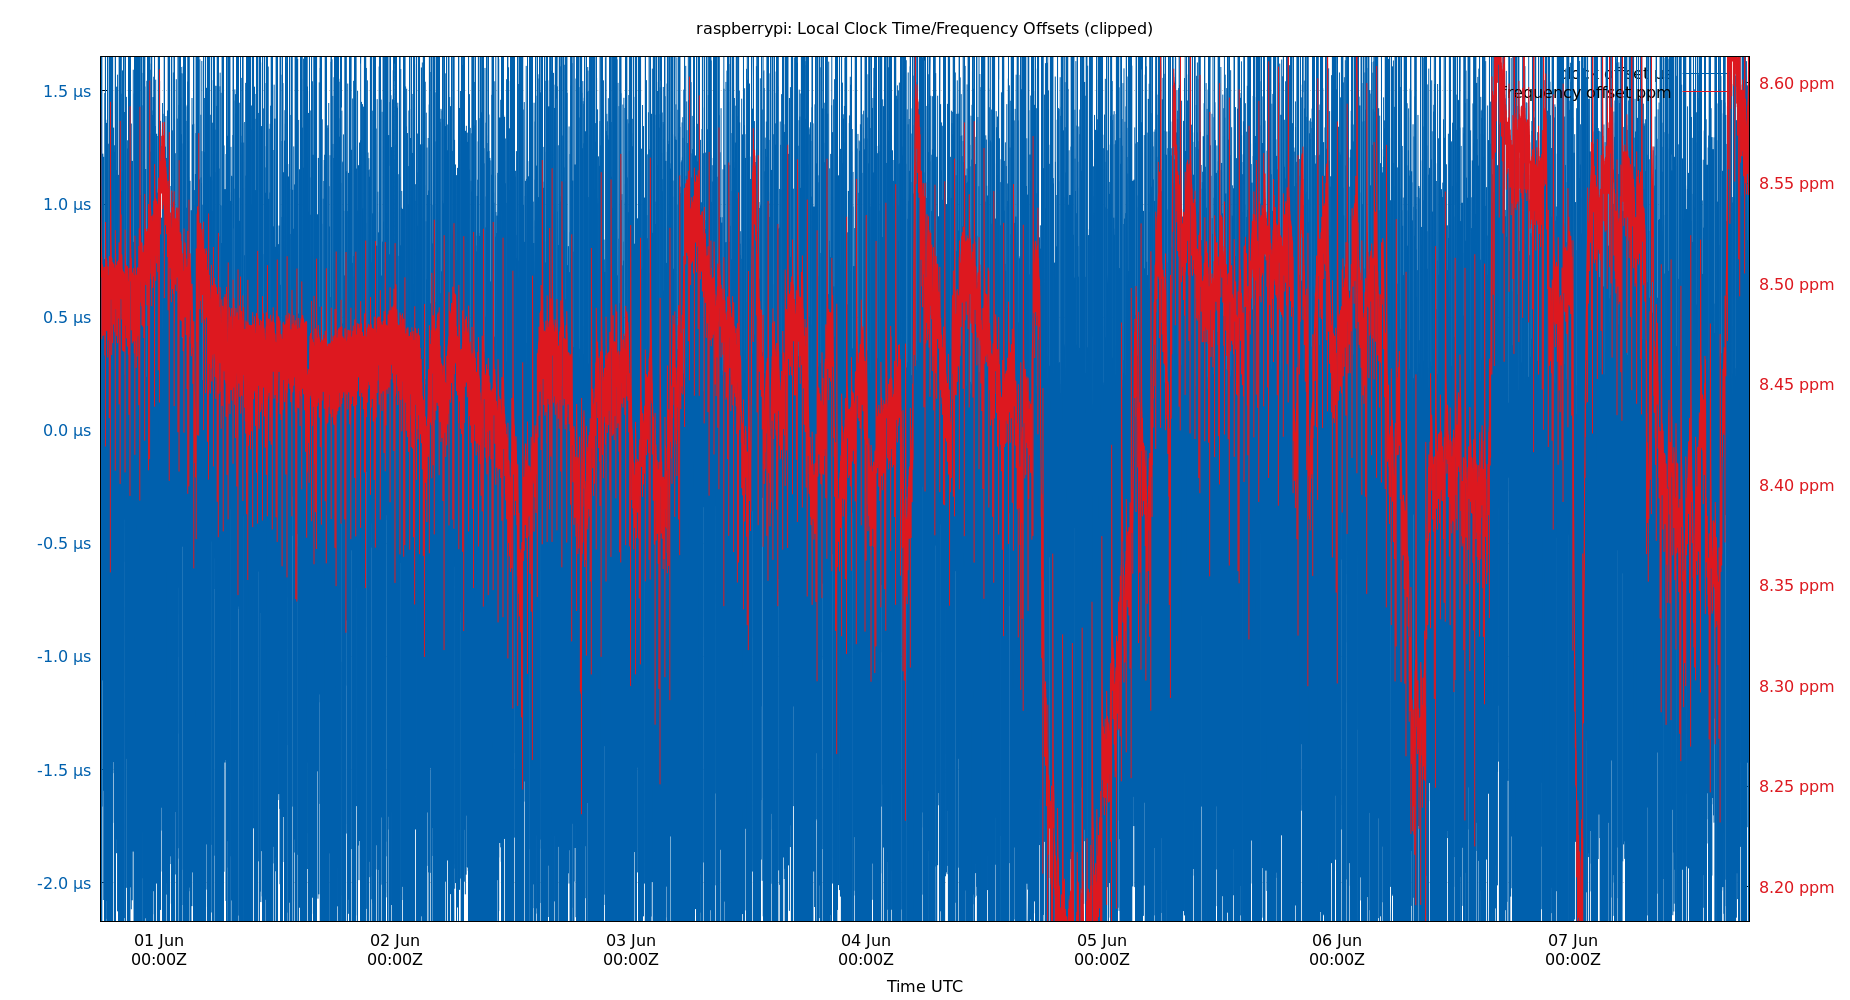 raspberrypi: Local Clock Time/Frequency Offsets (clipped)
clock offset µs
frequency offset ppm
1.5 µs
1.0 µs
0.5 µs
0.0 µs
-0.5 µs
-1.0 µs
-1.5 µs
-2.0 µs
8.60 ppm
8.55 ppm
8.50 ppm
8.45 ppm
8.40 ppm
8.35 ppm
8.30 ppm
8.25 ppm
8.20 ppm
01 Jun
00:00Z
02 Jun
00:00Z
03 Jun
00:00Z
04 Jun
00:00Z
05 Jun
00:00Z
06 Jun
00:00Z
07 Jun
00:00Z
Time UTC